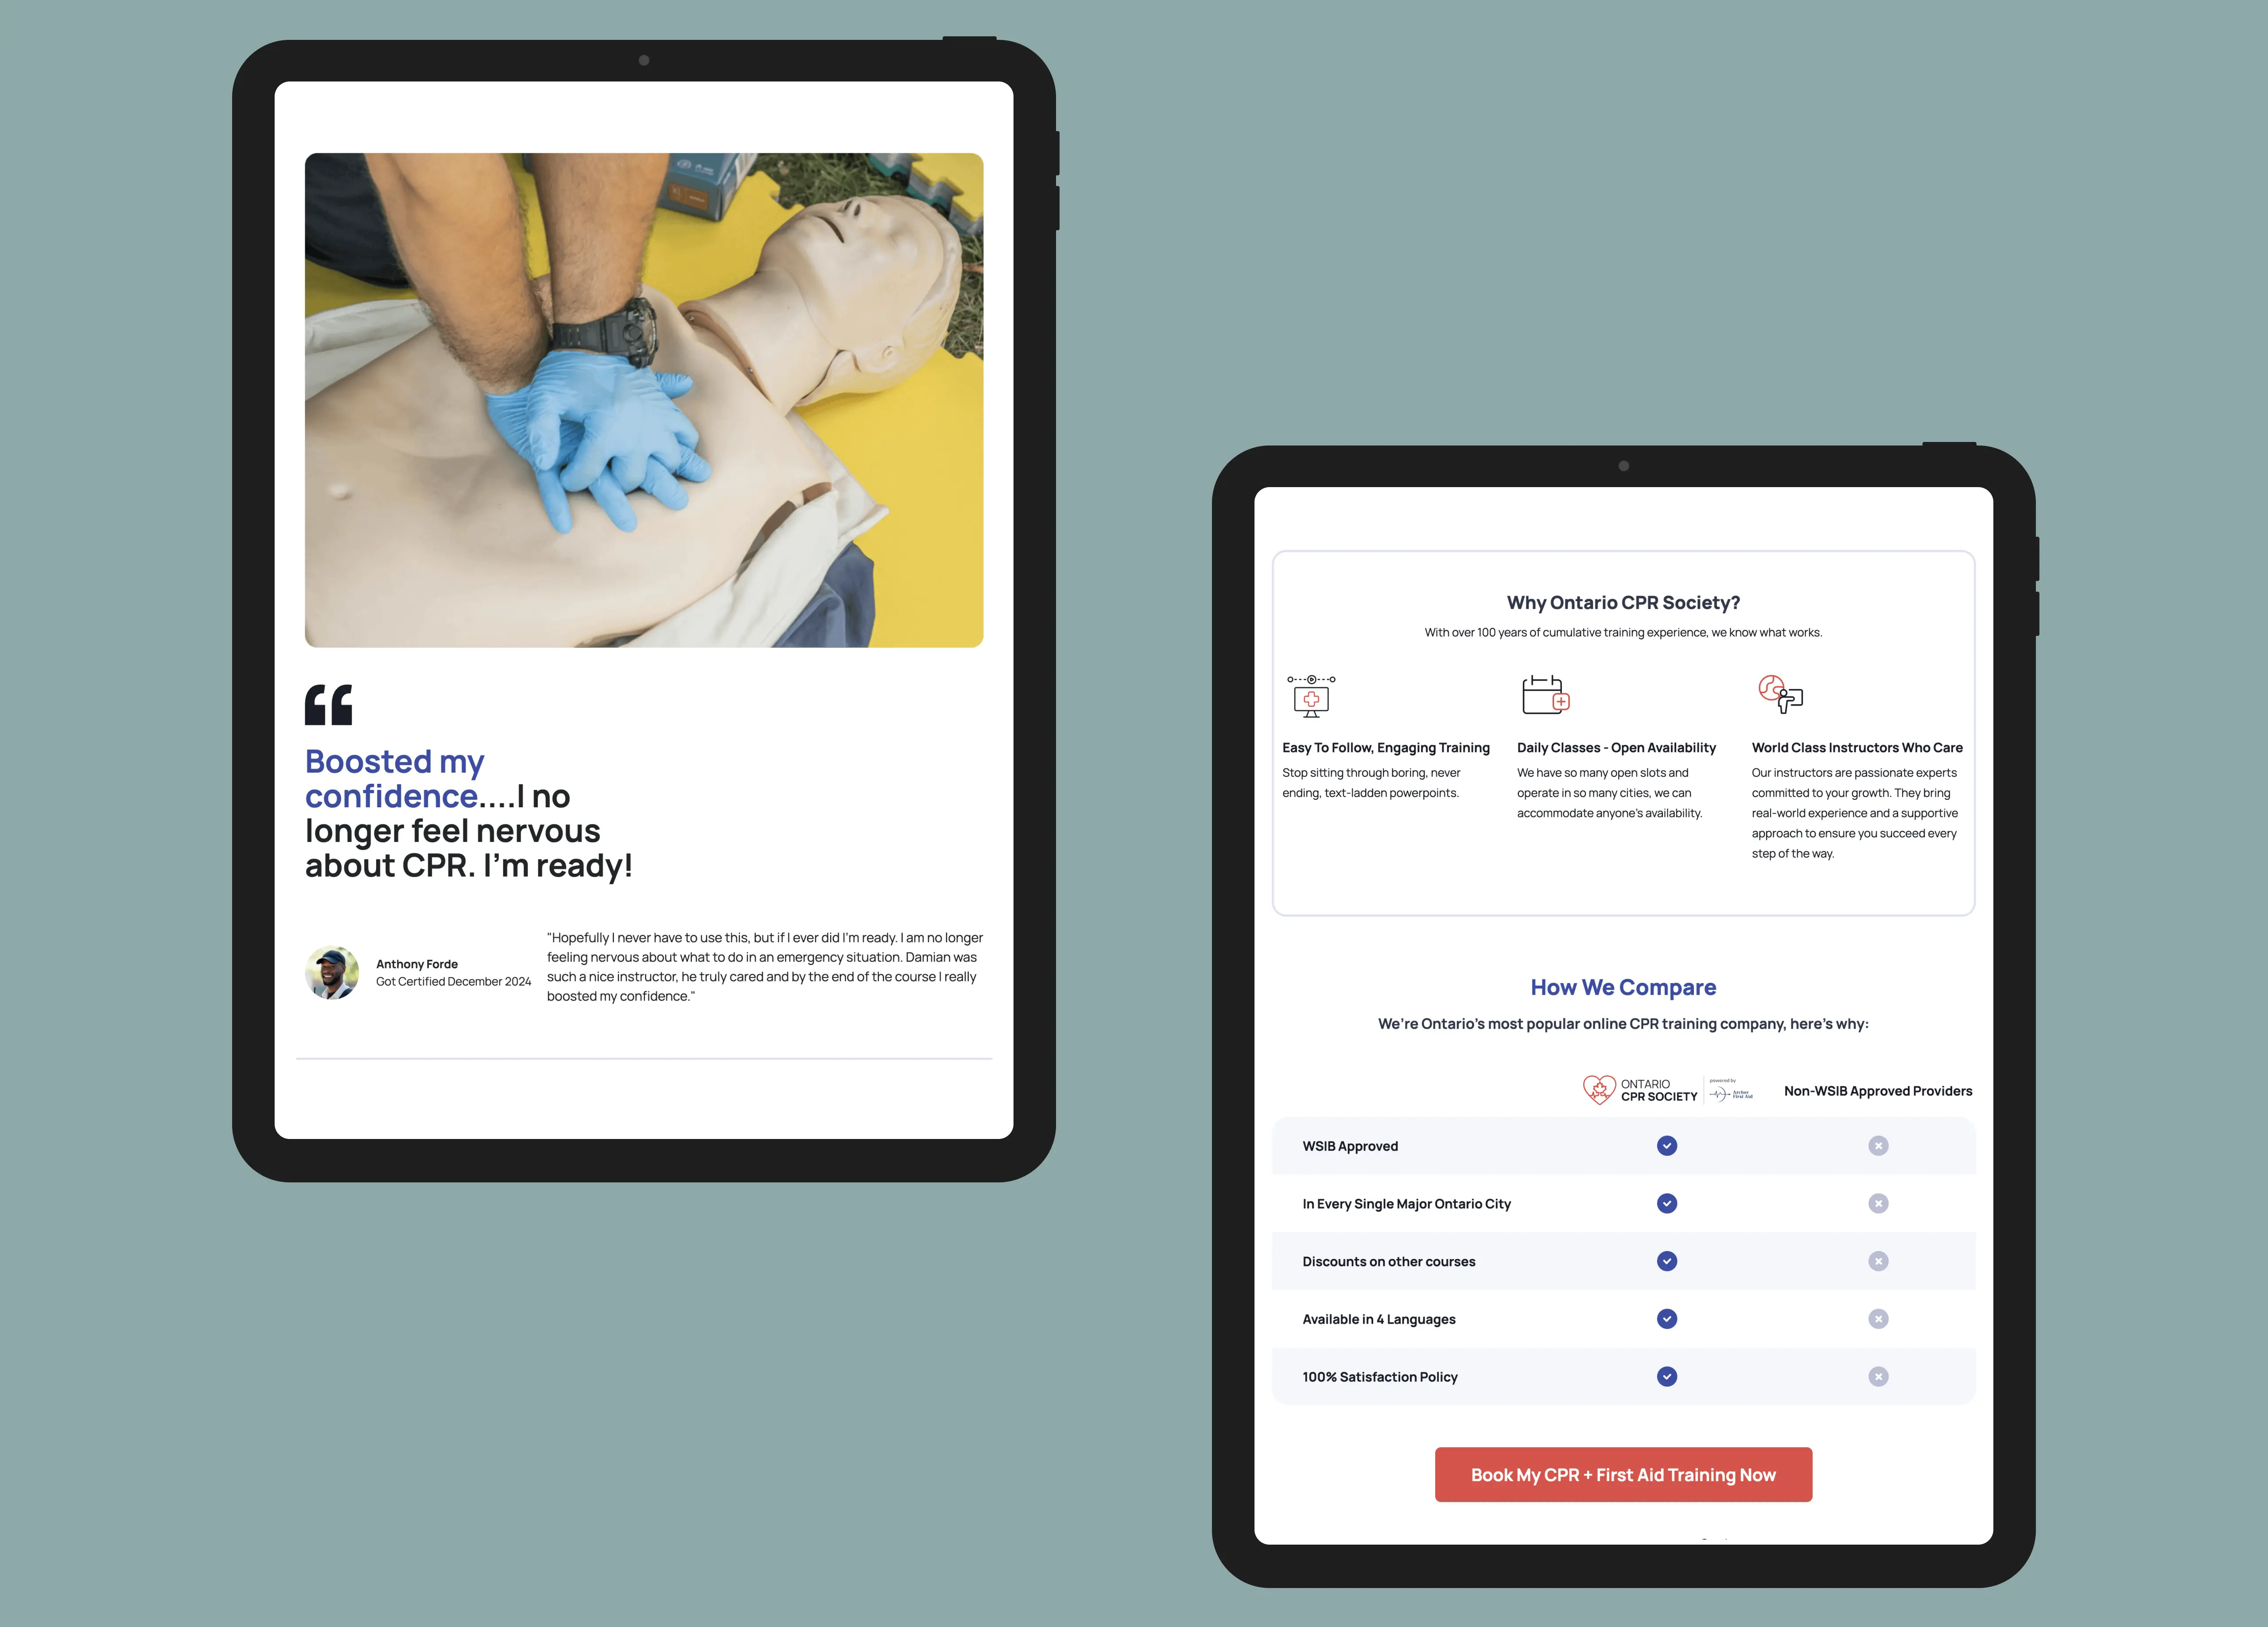 Boosted my
confidence....I no
longer feel nervous
about CPR. I'm ready!
Anthony Forde
Got Certified December 2024
"Hopefully I never have to use this, but if I ever did I'm ready. I am no longer
feeling nervous about what to do in an emergency situation. Damian was
such a nice instructor, he truly cared and by the end of the course I really
boosted my confidence."
Why Ontario CPR Society?
With over 100 years of cumulative training experience, we know what works.
Easy To Follow, Engaging Training
Stop sitting through boring, never
ending, text-ladden powerpoints.
Daily Classes - Open Availability
We have so many open slots and
operate in so many cities, we can
accommodate anyone's availability.
World Class Instructors Who Care
Our instructors are passionate experts
committed to your growth. They bring
real-world experience and a supportive
approach to ensure you succeed every
step of the way.
How We Compare
We're Ontario's most popular online CPR training company, here's why:
ONTARIO
CPR SOCIETY
powered by
Archer
First Aid
Non-WSIB Approved Providers
WSIB Approved
In Every Single Major Ontario City
Discounts on other courses
Available in 4 Languages
100% Satisfaction Policy
Book My CPR + First Aid Training Now